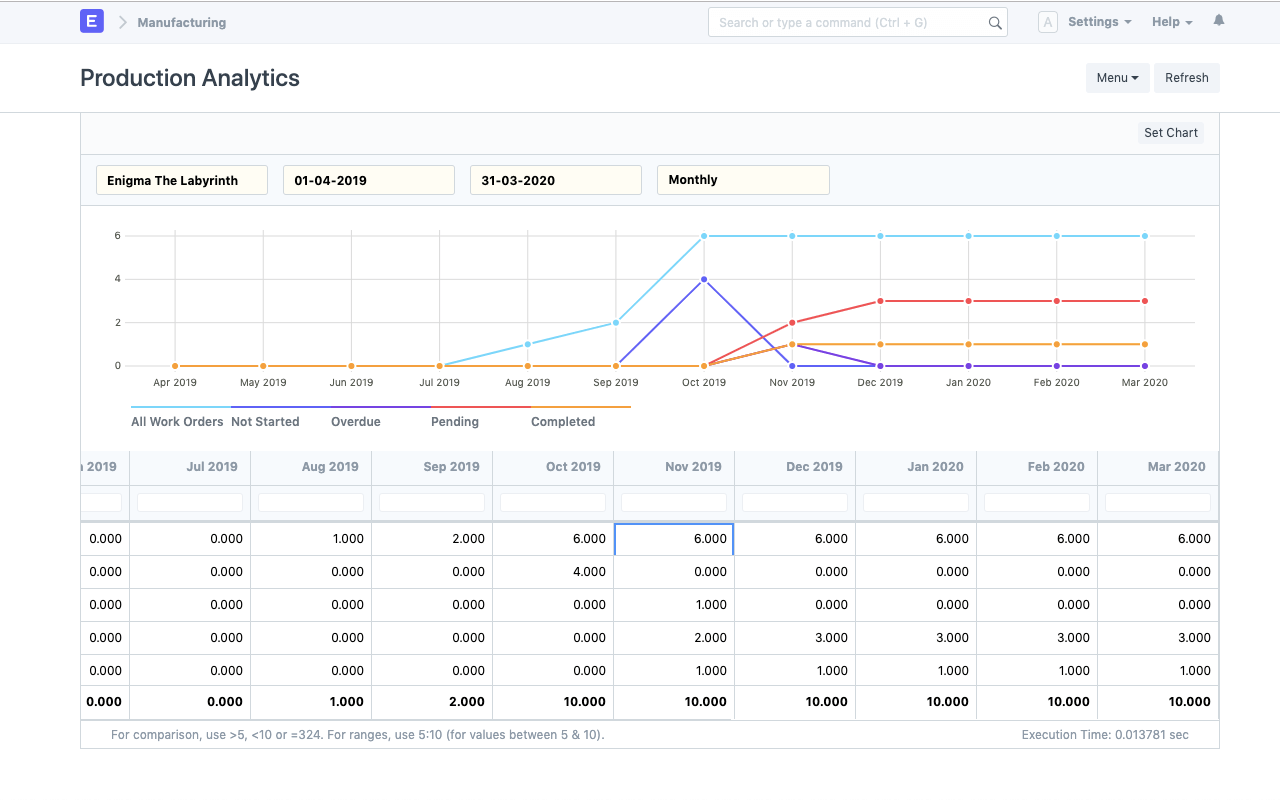 E Manufacturing Search or type a command (Ctrl + G) A Settings Help
Production Analytics Menu Refresh
Set Chart
Enigma The Labyrinth 01-04-2019 31-03-2020 Monthly
6
4
2
0
Apr 2019 May 2019 Jun 2019 Jul 2019 Aug 2019 Sep 2019 Oct 2019 Nov 2019 Dec 2019 Jan 2020 Feb 2020 Mar 2020
All Work Orders Not Started Overdue Pending Completed
2019 Jul 2019 Aug 2019 Sep 2019 Oct 2019 Nov 2019 Dec 2019 Jan 2020 Feb 2020 Mar 2020
0.000 0.000 1.000 2.000 6.000 6.000 6.000 6.000 6.000 6.000
0.000 0.000 0.000 0.000 4.000 0.000 0.000 0.000 0.000 0.000
0.000 0.000 0.000 0.000 0.000 1.000 0.000 0.000 0.000 0.000
0.000 0.000 0.000 0.000 0.000 2.000 3.000 3.000 3.000 3.000
0.000 0.000 0.000 0.000 0.000 1.000 1.000 1.000 1.000 1.000
0.000 0.000 1.000 2.000 10.000 10.000 10.000 10.000 10.000 10.000
For comparison, use >5, <10 or =324. For ranges, use 5:10 (for values between 5 & 10). Execution Time: 0.013781 sec